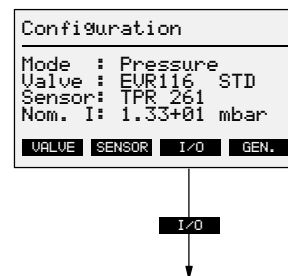 Configuration
Mode : Pressure
Valve : EVR116 STD
Sensor: TPR 261
Nom. I: 1.33+01 mbar
VALVE SENSOR I/O GEN.
I/O